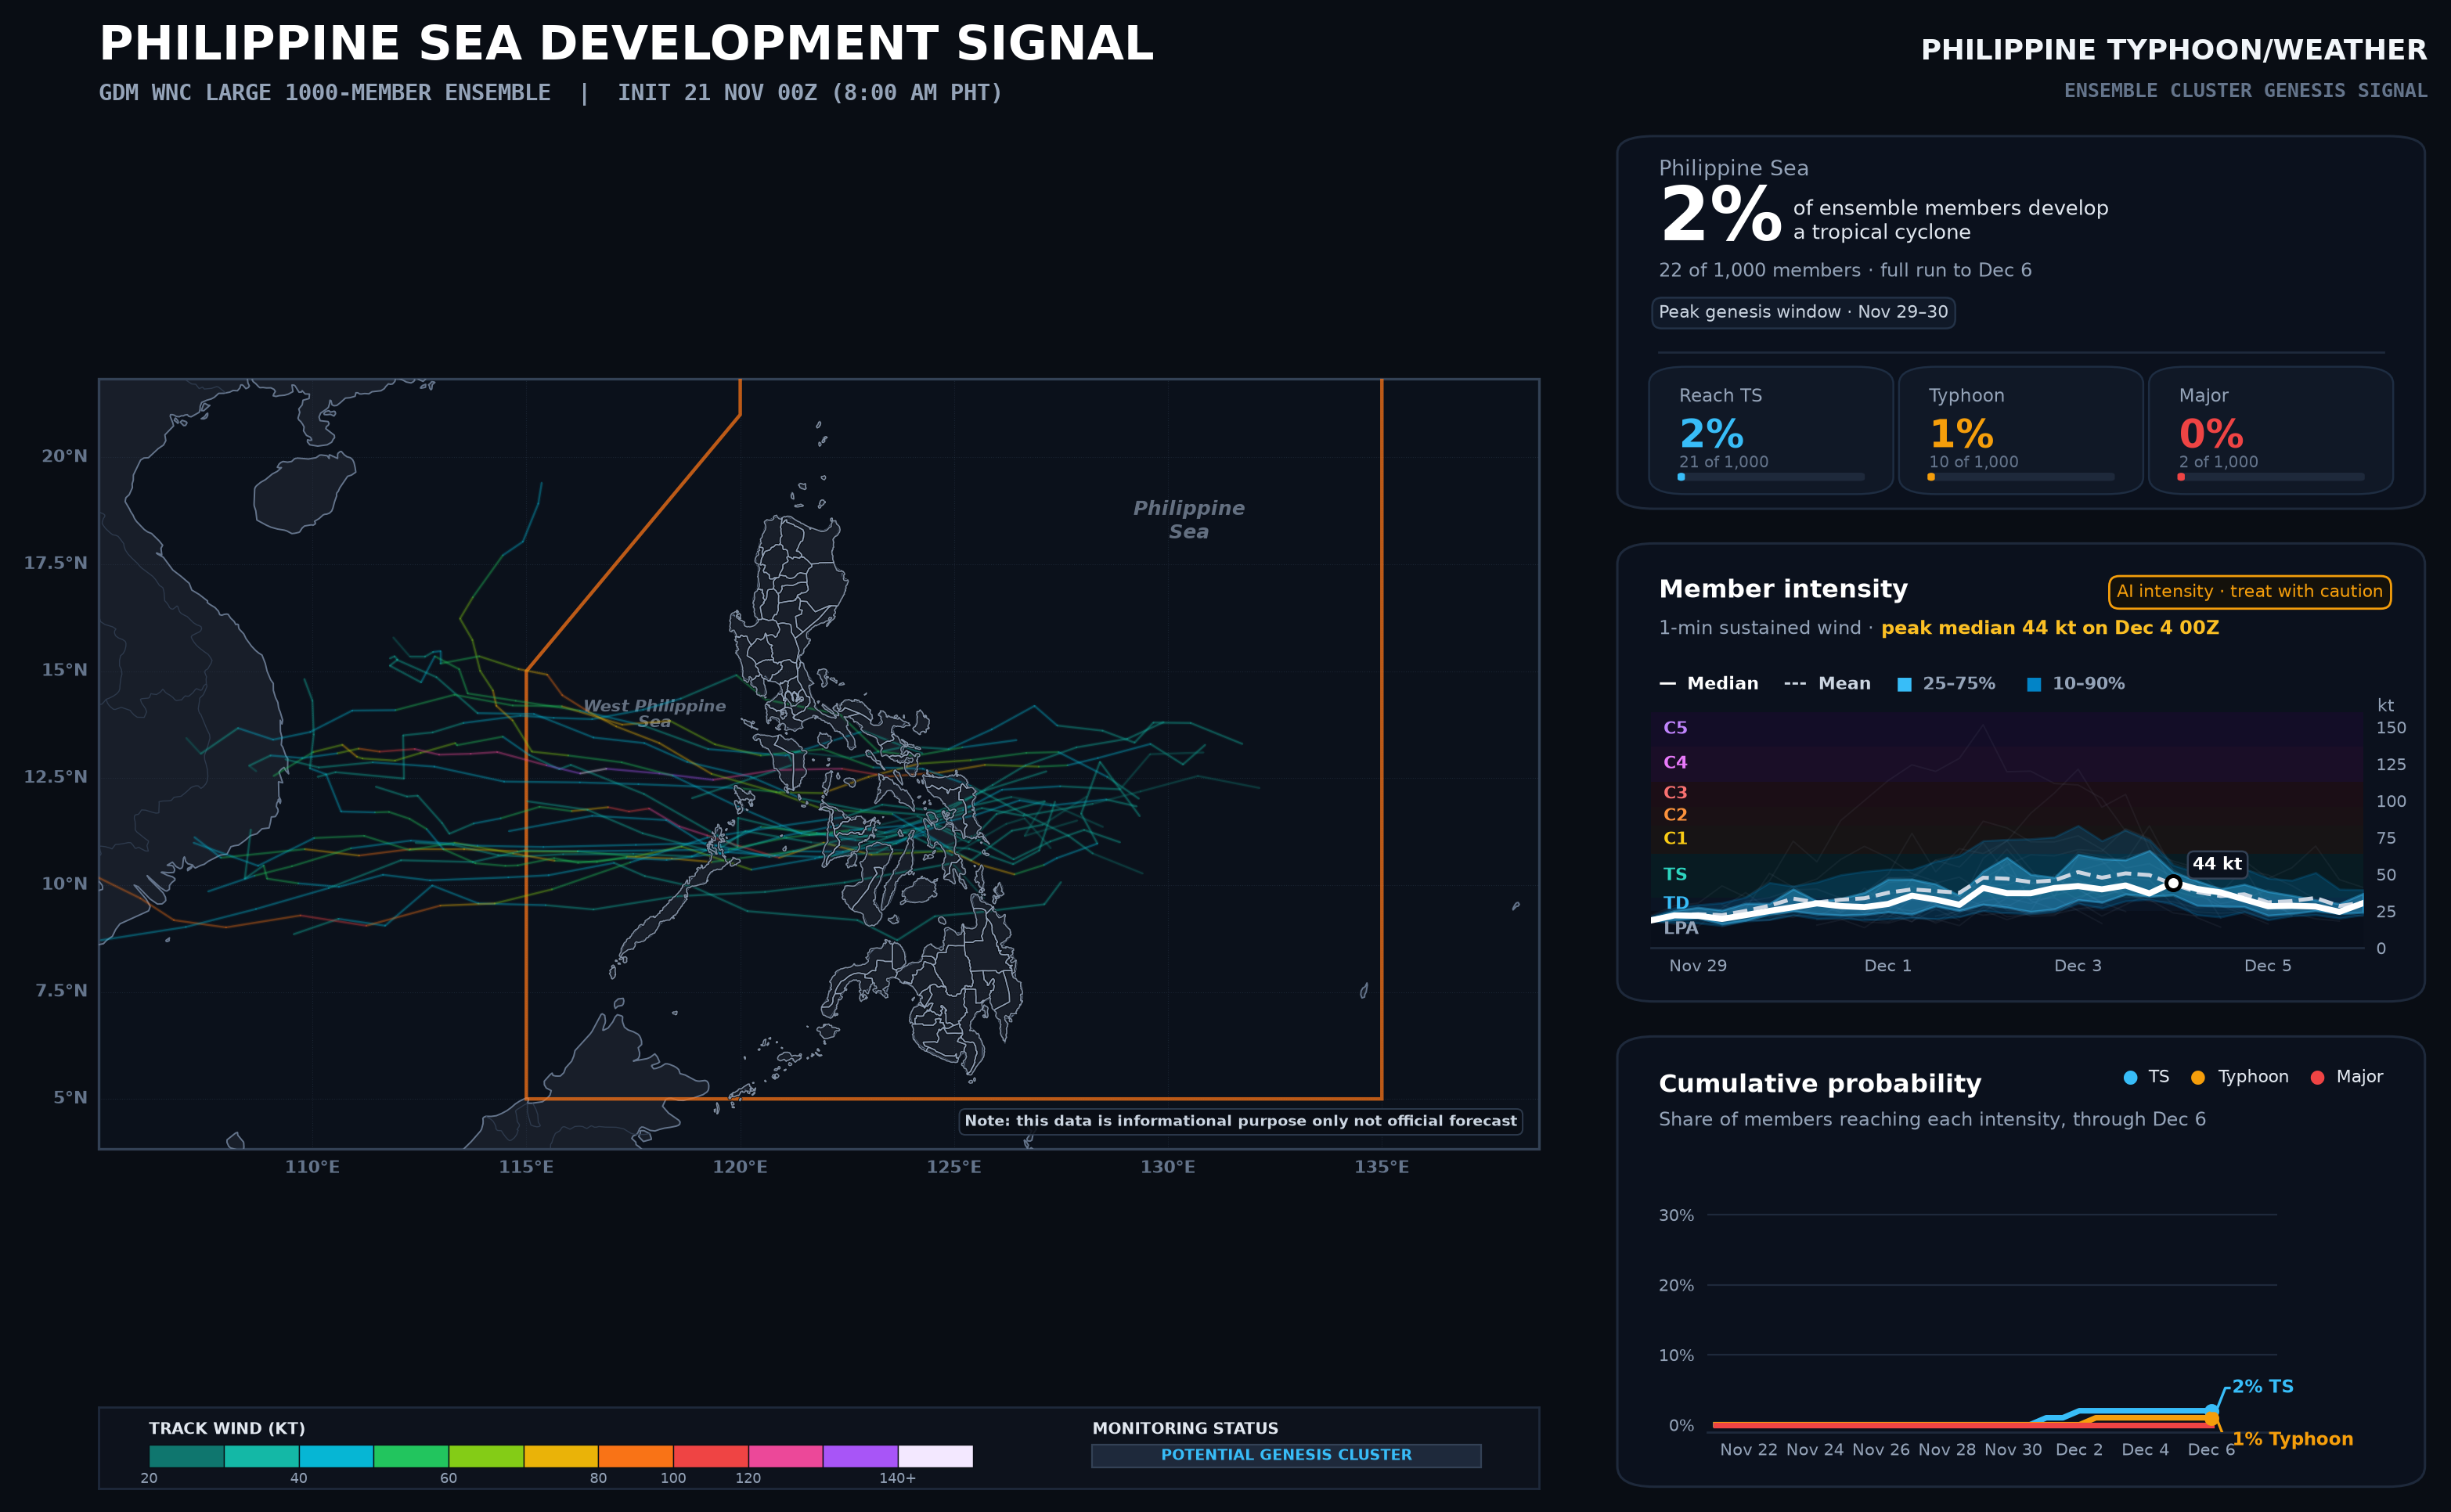 PHILIPPINE SEA DEVELOPMENT SIGNAL
GDM WNC LARGE 1000-MEMBER ENSEMBLE | INIT 21 NOV 00Z (8:00 AM PHT)
PHILIPPINE TYPHOON/WEATHER
ENSEMBLE CLUSTER GENESIS SIGNAL
20°N
17.5°N
15°N
12.5°N
10°N
7.5°N
5°N
110°E 115°E 120°E 125°E 130°E 135°E
Philippine
Sea
West Philippine
Sea
Note: this data is informational purpose only not official forecast
TRACK WIND (KT)
20 40 60 80 100 120 140+
MONITORING STATUS
POTENTIAL GENESIS CLUSTER
Philippine Sea
2% of ensemble members develop
a tropical cyclone
22 of 1,000 members · full run to Dec 6
Peak genesis window · Nov 29–30
Reach TS
2%
21 of 1,000
Typhoon
1%
10 of 1,000
Major
0%
2 of 1,000
Member intensity
AI intensity · treat with caution
1-min sustained wind · peak median 44 kt on Dec 4 00Z
Median Mean 25–75% 10–90%
kt
C5
C4
C3
C2
C1
TS
TD
LPA
150
125
100
75
50
25
0
44 kt
Nov 29 Dec 1 Dec 3 Dec 5
Cumulative probability
TS Typhoon Major
Share of members reaching each intensity, through Dec 6
30%
20%
10%
0%
2% TS
1% Typhoon
Nov 22 Nov 24 Nov 26 Nov 28 Nov 30 Dec 2 Dec 4 Dec 6